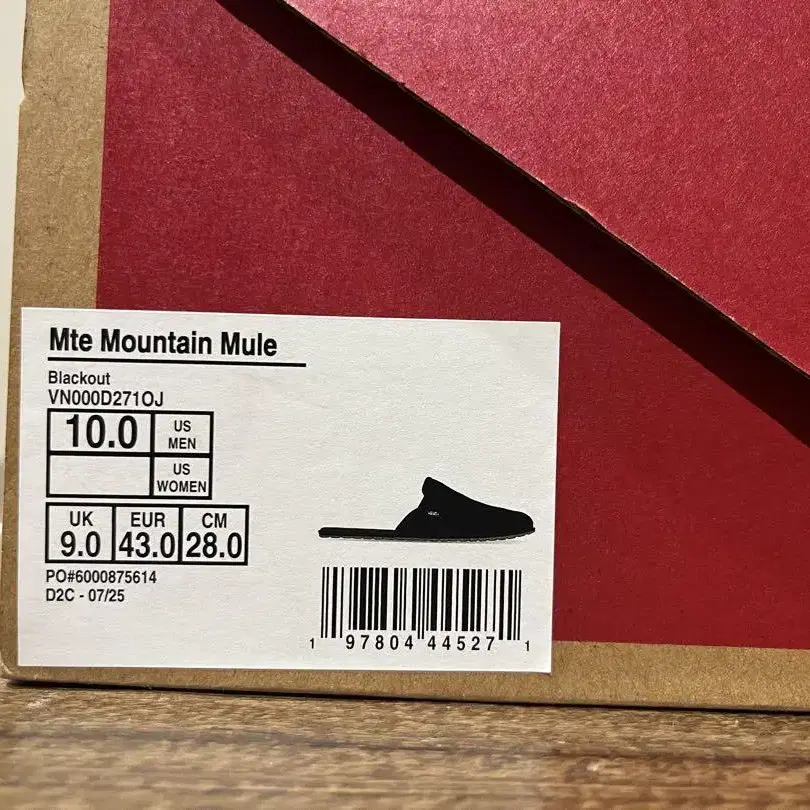 Mte Mountain Mule
Blackout
VN000D271OJ
10.0 US MEN
US WOMEN
UK EUR CM
9.0 43.0 28.0
PO#6000875614
D2C - 07/25
1 97804 44527 1